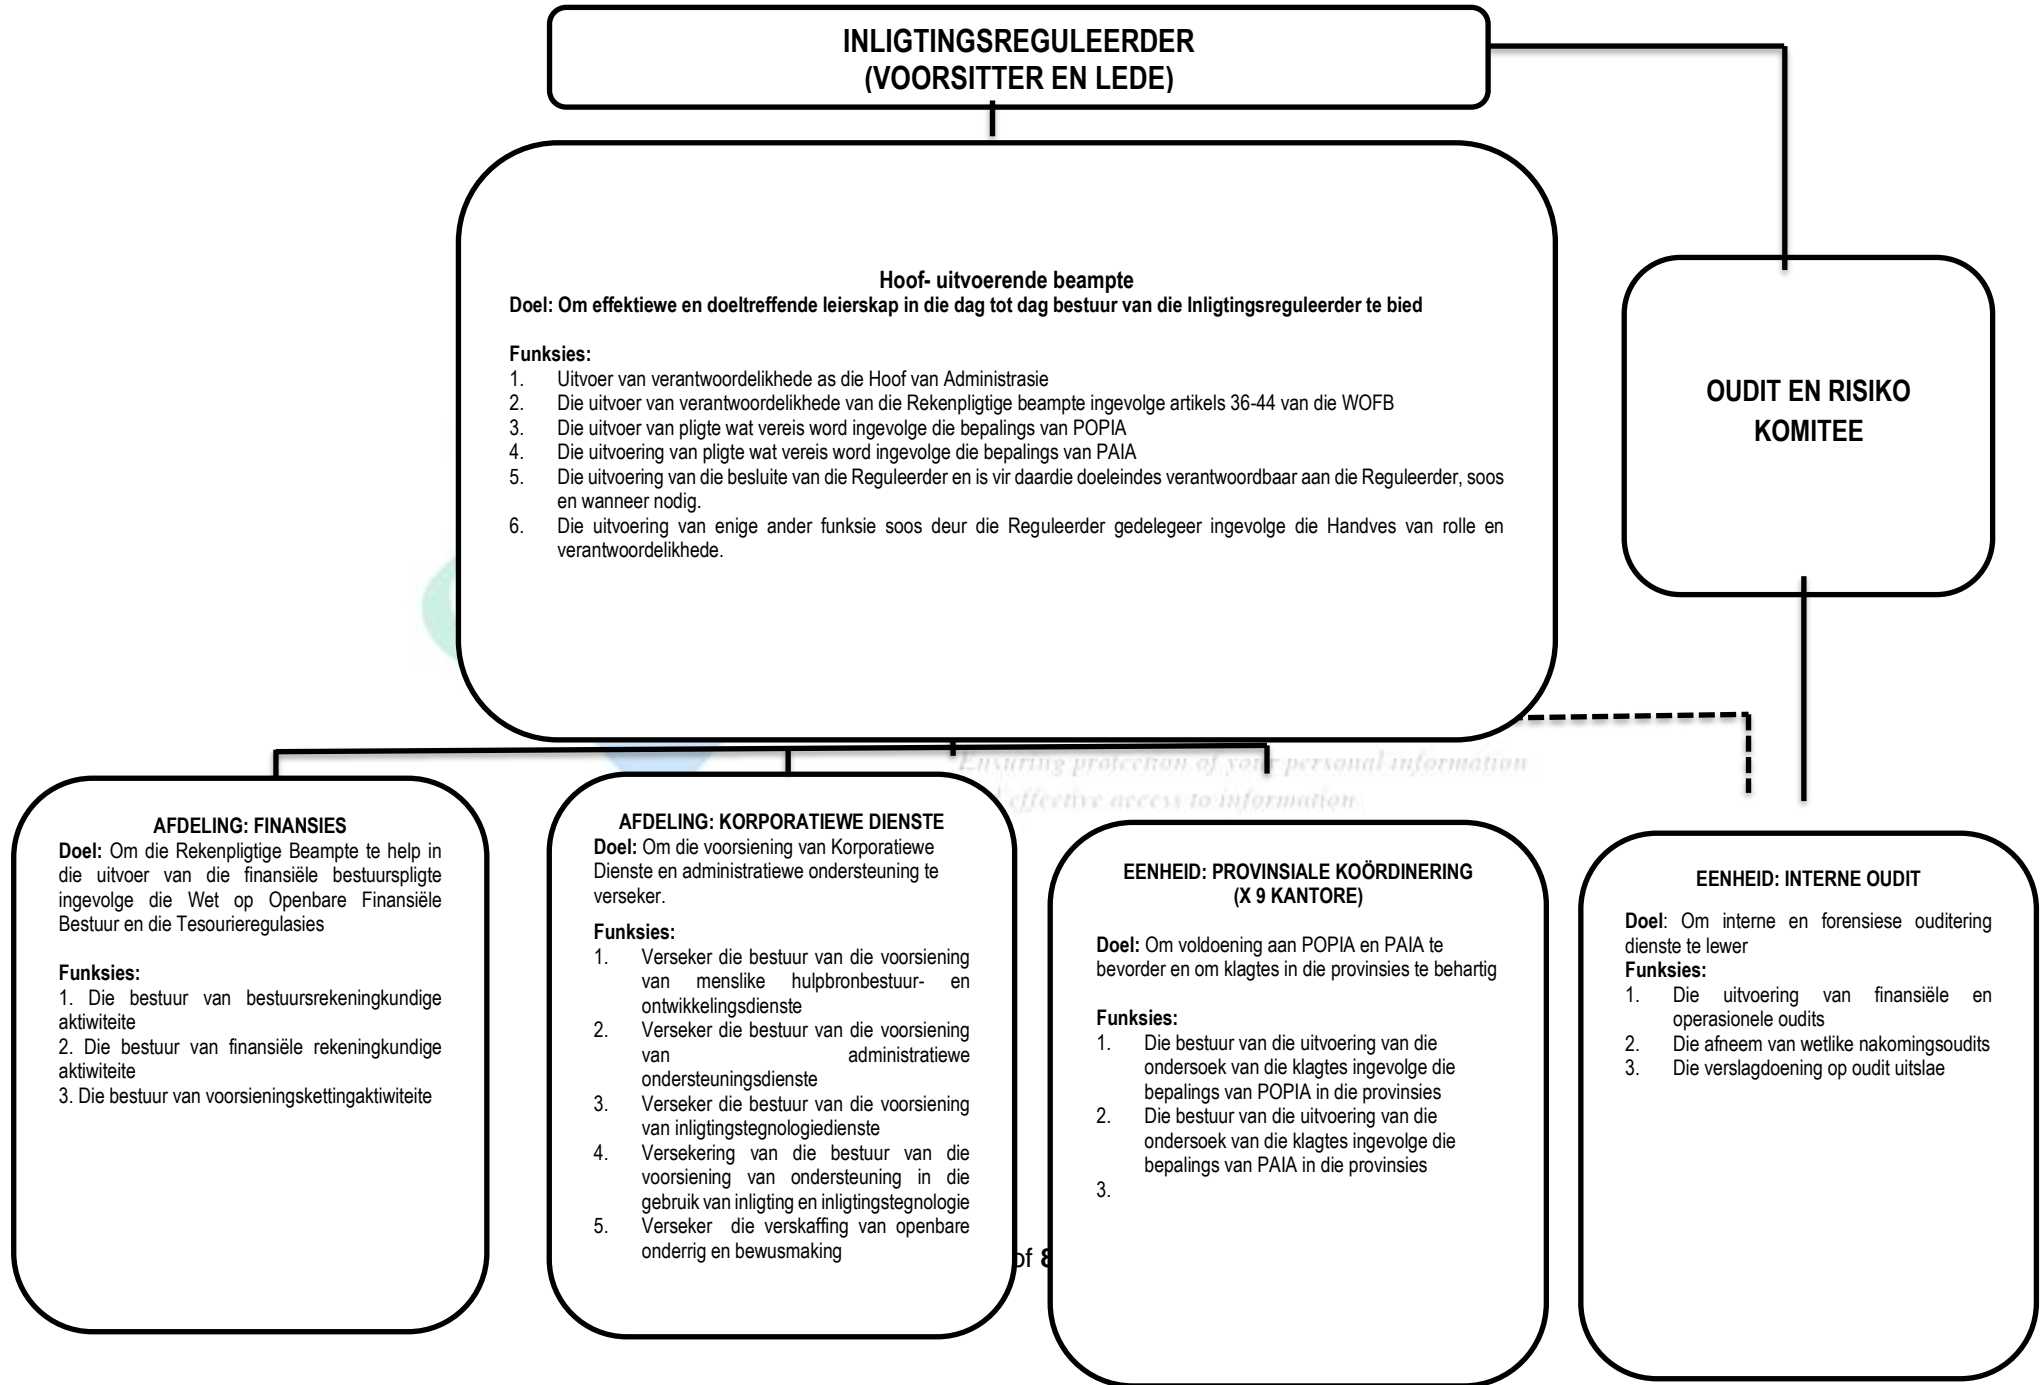 INLIGTINGSREGULEERDER
(VOORSITTER EN LEDE)
Hoof- uitvoerende beampte
Doel: Om effektiewe en doeltreffende leierskap in die dag tot dag bestuur van die Inligtingsreguleerder te bied
Funksies:
1. Uitvoer van verantwoordelikhede as die Hoof van Administrasie
2. Die uitvoer van verantwoordelikhede van die Rekenpligtige beampte ingevolge artikels 36-44 van die WOFB
3. Die uitvoer van pligte wat vereis word ingevolge die bepalings van POPIA
4. Die uitvoering van pligte wat vereis word ingevolge die bepalings van PAIA
5. Die uitvoering van die besluite van die Reguleerder en is vir daardie doeleindes verantwoordbaar aan die Reguleerder, soos
en wanneer nodig.
6. Die uitvoering van enige ander funksie soos deur die Reguleerder gedelegeer ingevolge die Handves van rolle en
verantwoordelikhede.
OUDIT EN RISIKO
KOMITEE
Ensuring protection of your personal information
effective access to information
AFDELING: FINANSIES
Doel: Om die Rekenpligtige Beampte te help in
die uitvoer van die finansiële bestuurspligte
ingevolge die Wet op Openbare Finansiële
Bestuur en die Tesourieregulasies
Funksies:
1. Die bestuur van bestuursrekeningkundige
aktiwiteite
2. Die bestuur van finansiële rekeningkundige
aktiwiteite
3. Die bestuur van voorsieningskettingaktiwiteite
AFDELING: KORPORATIEWE DIENSTE
Doel: Om die voorsiening van Korporatiewe
Dienste en administratiewe ondersteuning te
verseker.
Funksies:
1. Verseker die bestuur van die voorsiening
van menslike hulpbronbestuur- en
ontwikkelingsdienste
2. Verseker die bestuur van die voorsiening
van administratiewe
ondersteuningsdienste
3. Verseker die bestuur van die voorsiening
van inligtingstegnologiedienste
4. Versekering van die bestuur van die
voorsiening van ondersteuning in die
gebruik van inligting en inligtingstegnologie
5. Verseker die verskaffing van openbare
onderrig en bewusmaking
of 8
EENHEID: PROVINSIALE KOÖRDINERING
(X 9 KANTORE)
Doel: Om voldoening aan POPIA en PAIA te
bevorder en om klagtes in die provinsies te behartig
Funksies:
1. Die bestuur van die uitvoering van die
ondersoek van die klagtes ingevolge die
bepalings van POPIA in die provinsies
2. Die bestuur van die uitvoering van die
ondersoek van die klagtes ingevolge die
bepalings van PAIA in die provinsies
3.
EENHEID: INTERNE OUDIT
Doel: Om interne en forensiese ouditering
dienste te lewer
Funksies:
1. Die uitvoering van finansiële en
operasionele oudits
2. Die afneem van wetlike nakomingsoudits
3. Die verslagdoening op oudit uitslae